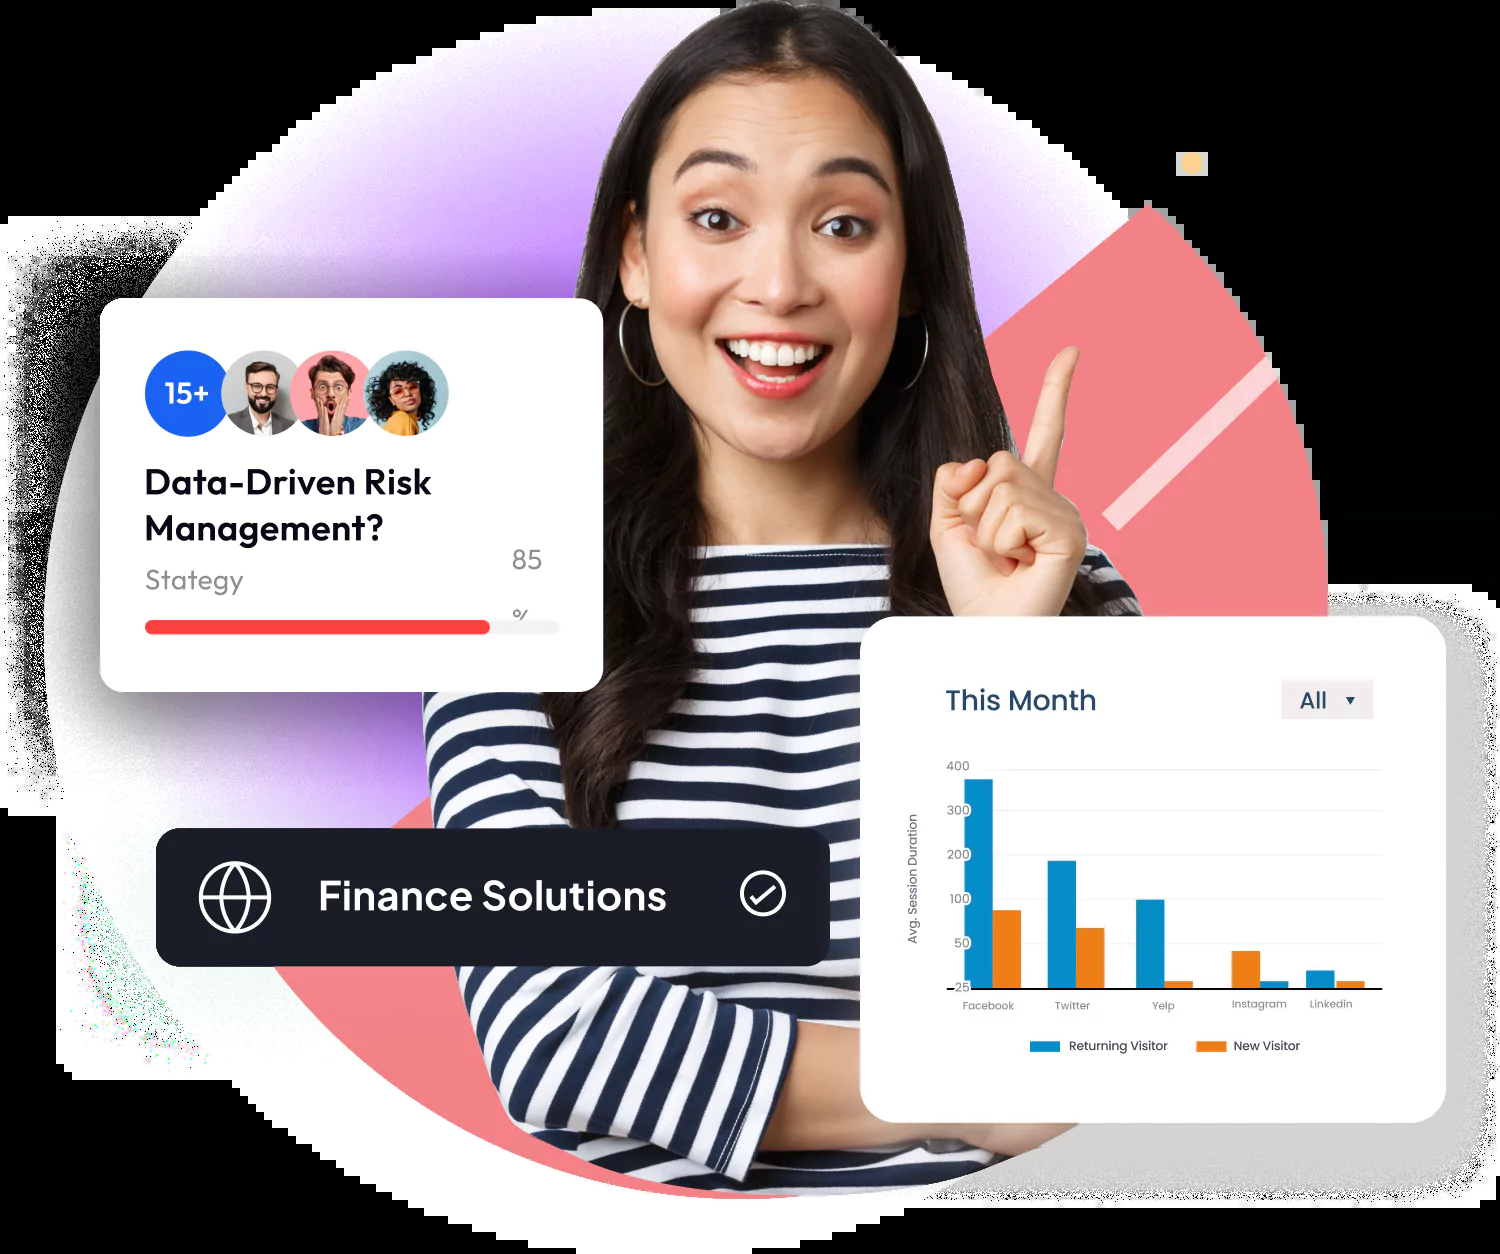 15+
Data-Driven Risk
Management?
85
Stategy
%
Finance Solutions
This Month
All
400
300
200
100
50
25
Avg. Session Duration
Facebook
Twitter
Yelp
Instagram
Linkedin
Returning Visitor
New Visitor